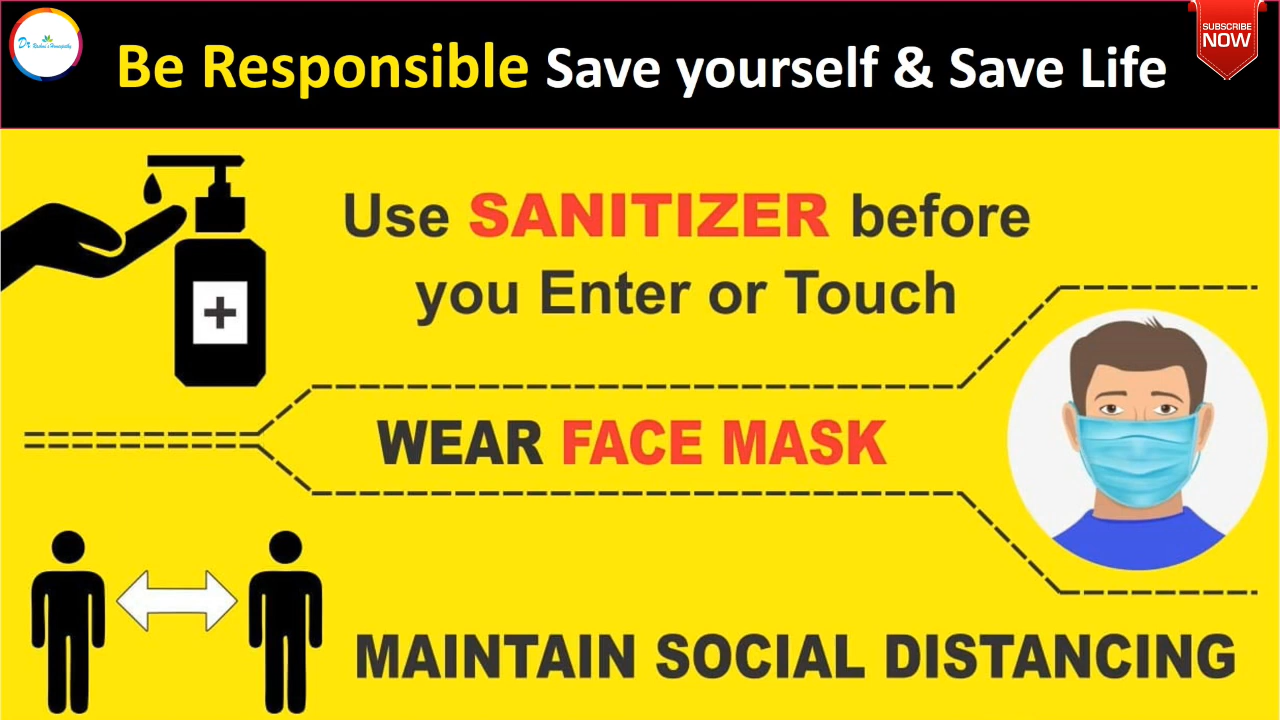 Be Responsible Save yourself & Save Life
SUBSCRIBE
NOW
Use SANITIZER before
you Enter or Touch
WEAR FACE MASK
MAINTAIN SOCIAL DISTANCING